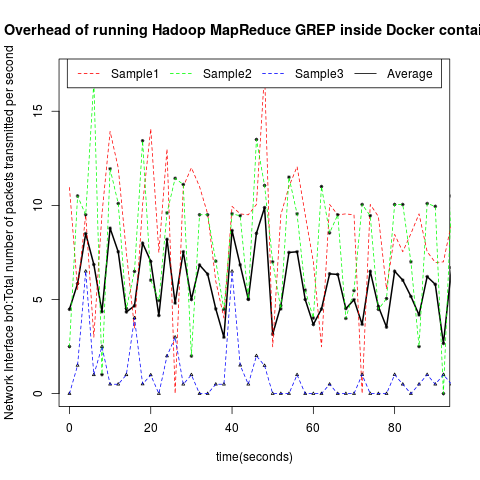 Overhead of running Hadoop MapReduce GREP inside Docker contai
Sample1 Sample2 Sample3 Average
Network Interface br0:Total number of packets transmitted per second
15
10
5
0
0 20 40 60 80
time(seconds)